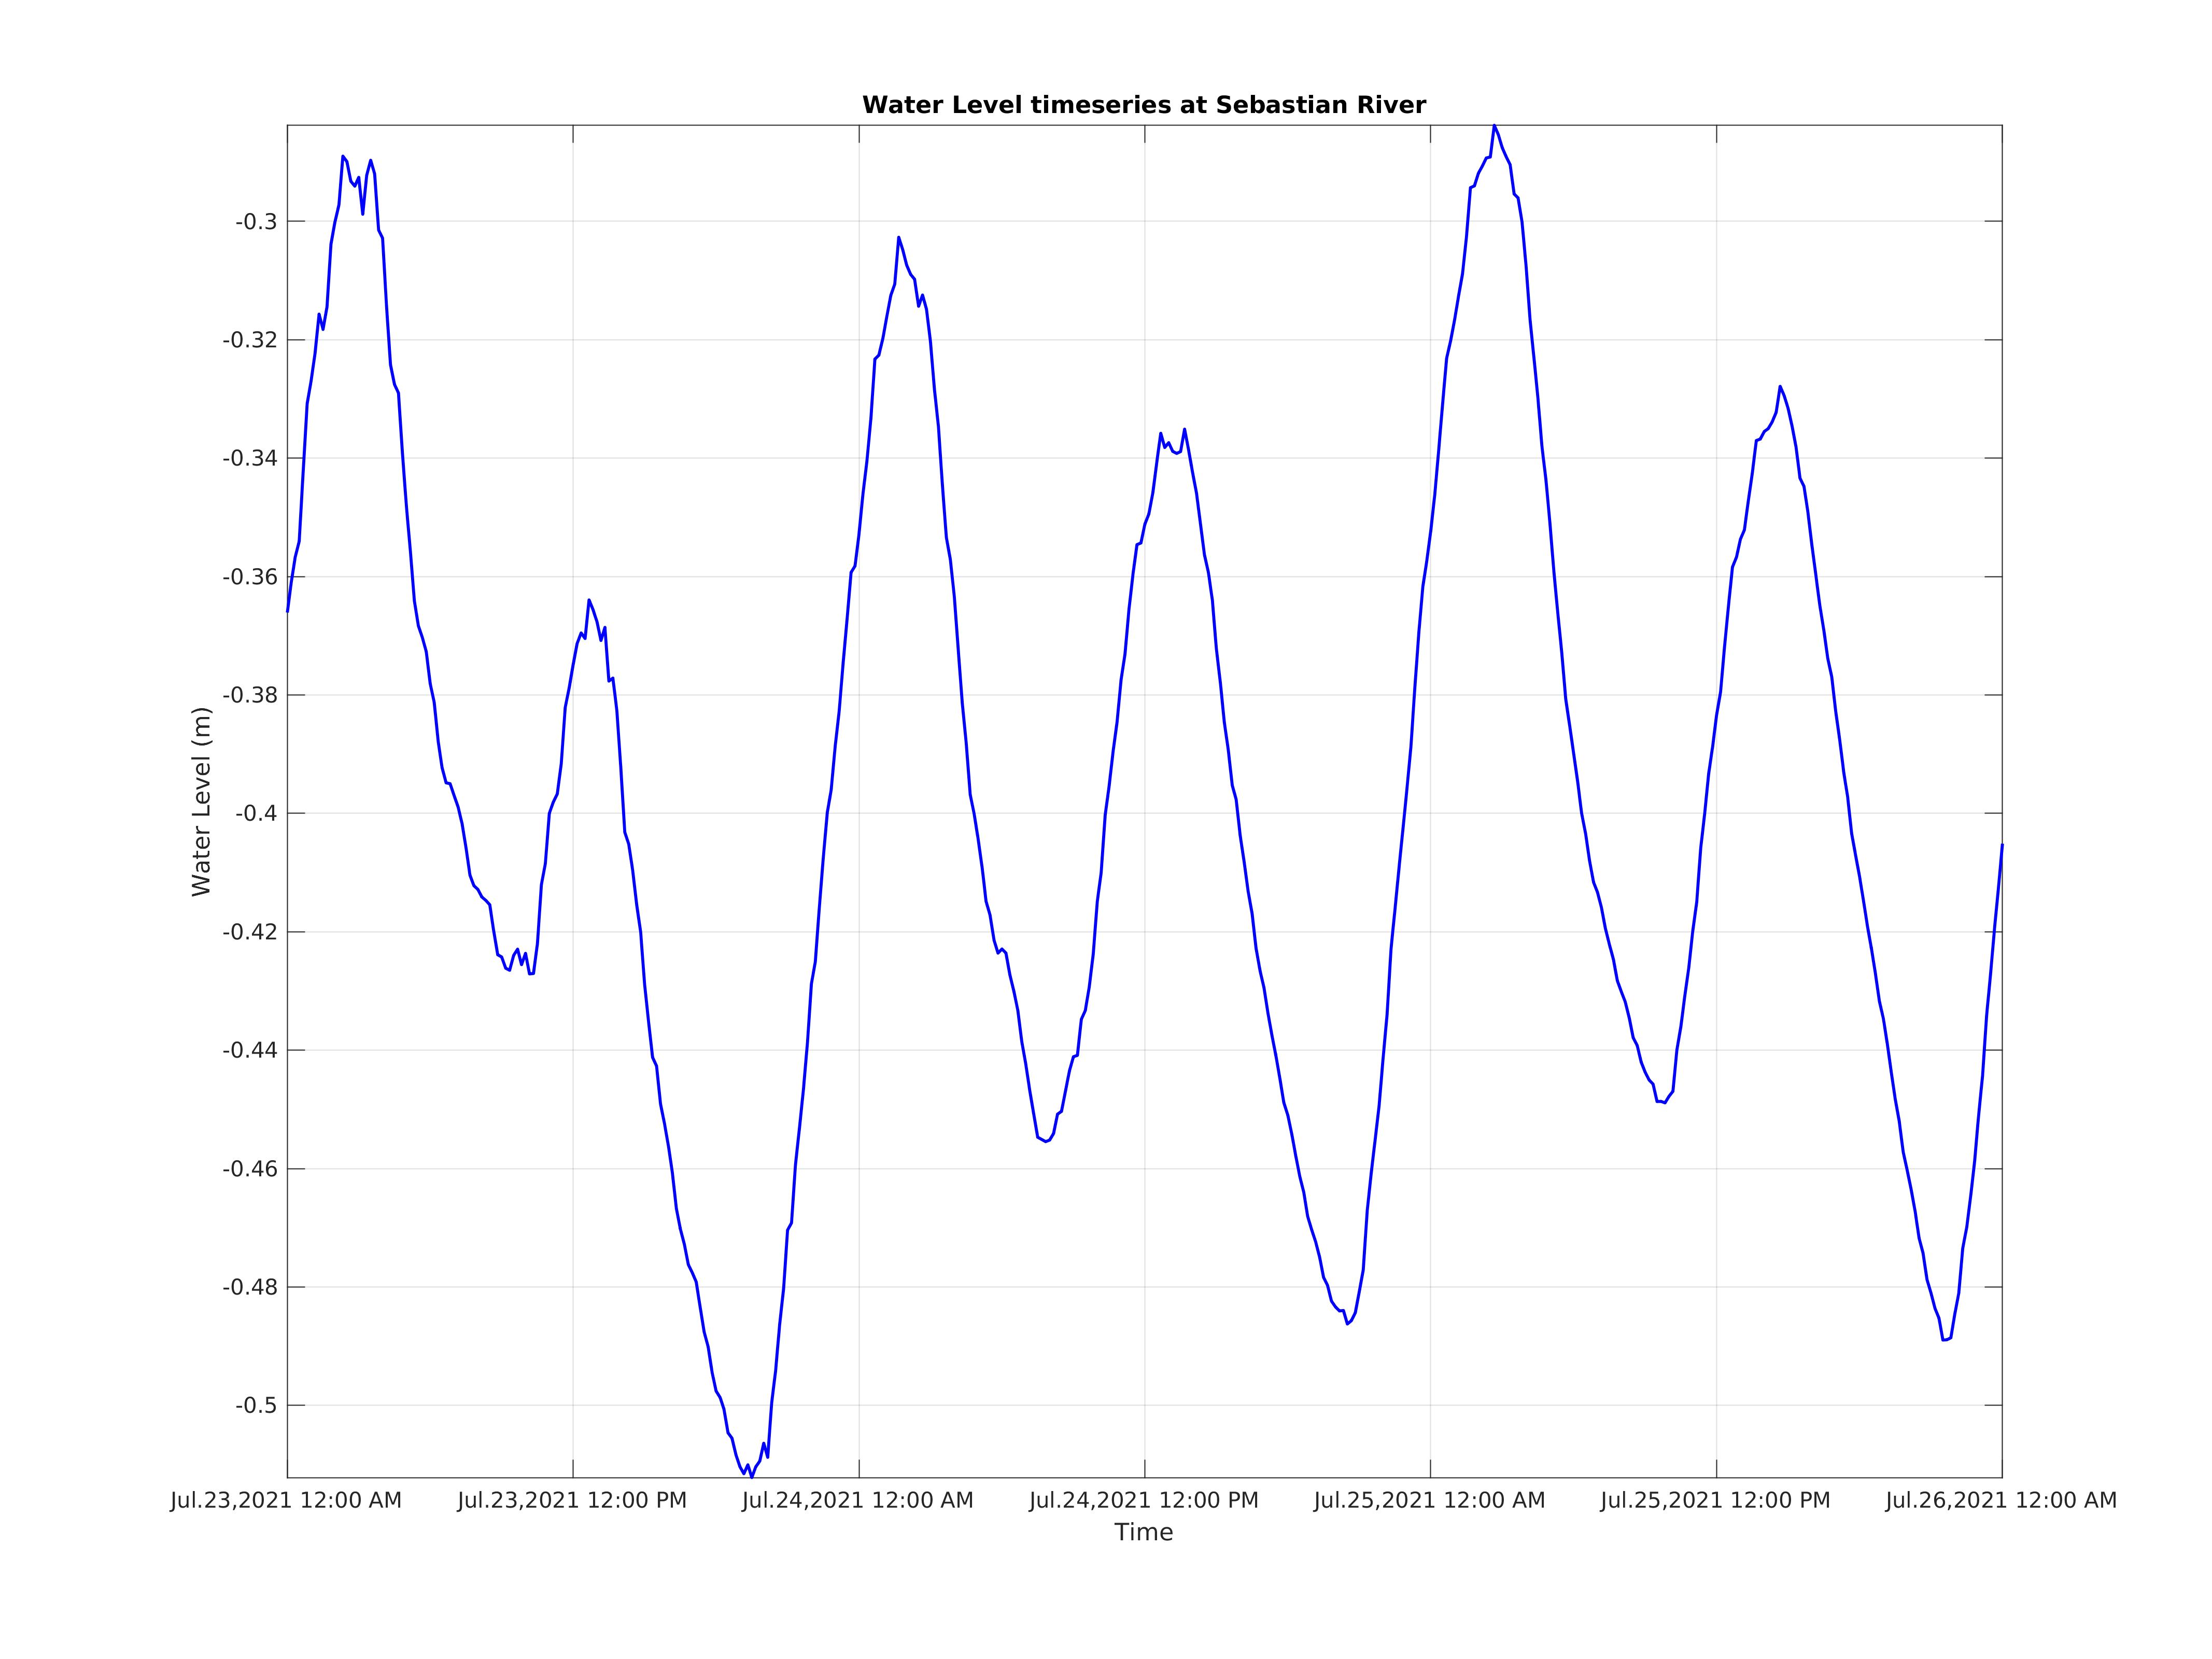 Water Level timeseries at Sebastian River
-0.3
-0.32
-0.34
-0.36
-0.38
-0.4
-0.42
-0.44
-0.46
-0.48
-0.5
Water Level (m)
Jul.23,2021 12:00 AM
Jul.23,2021 12:00 PM
Jul.24,2021 12:00 AM
Jul.24,2021 12:00 PM
Jul.25,2021 12:00 AM
Jul.25,2021 12:00 PM
Jul.26,2021 12:00 AM
Time